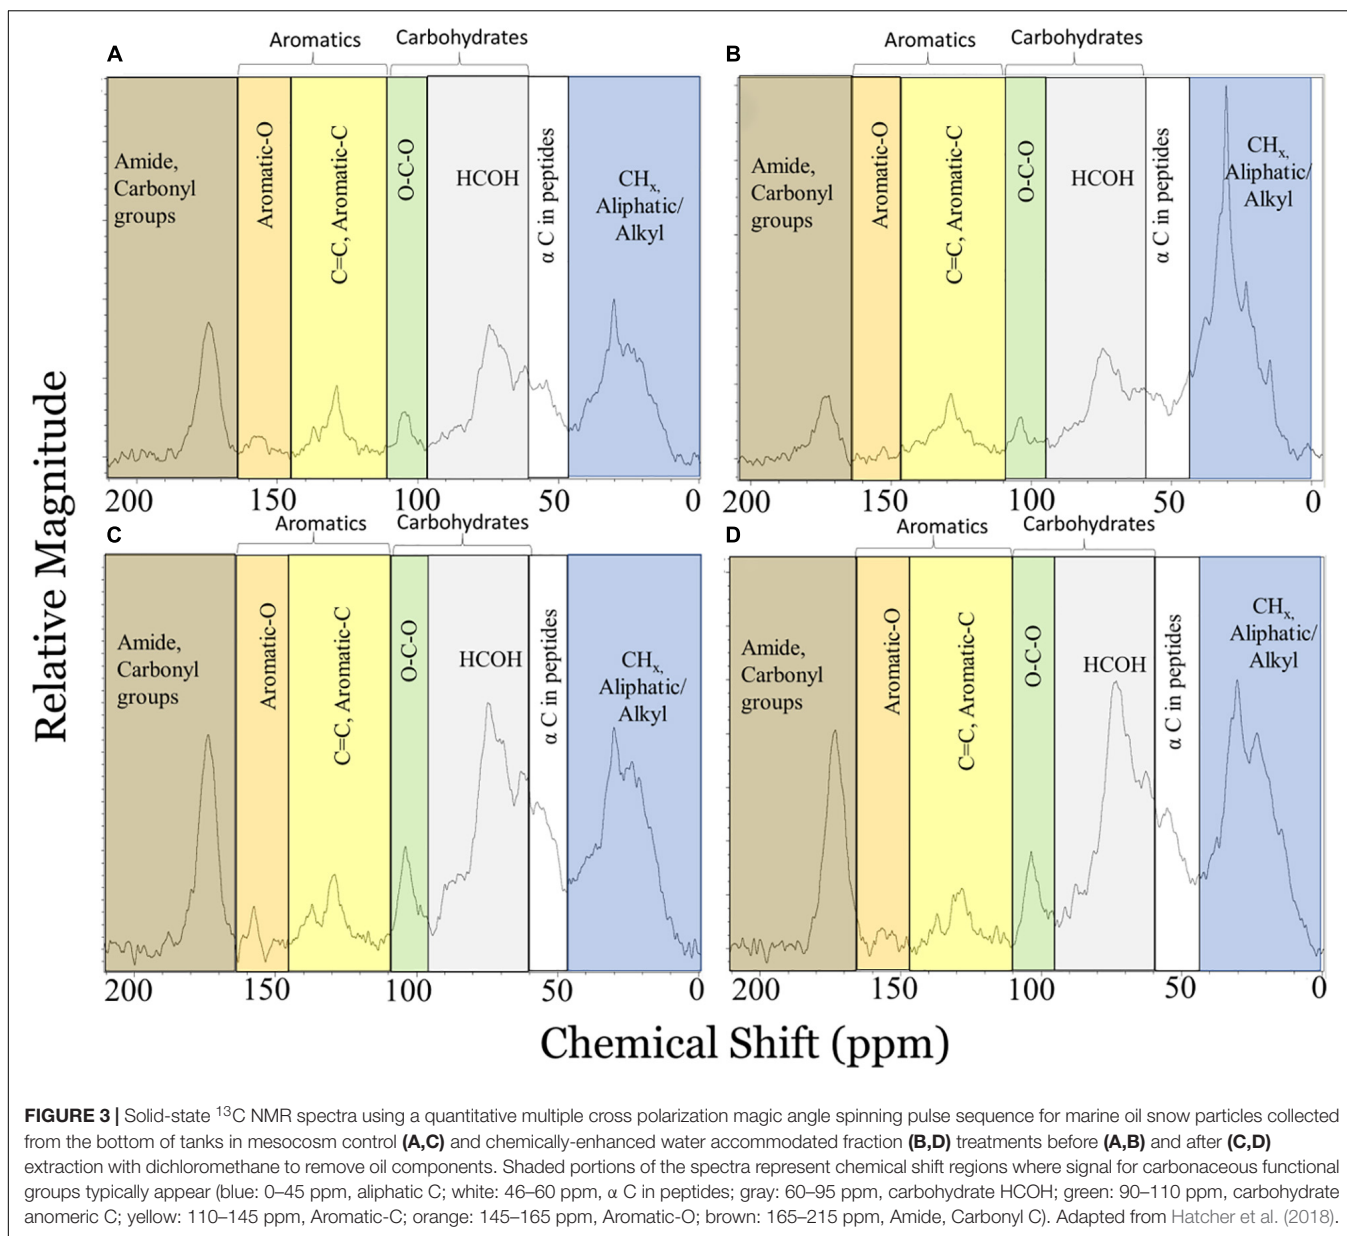 A
Aromatics
Carbohydrates
Amide,
Carbonyl
groups
Aromatic-O
C=C, Aromatic-C
O-C-O
HCOH
α C in peptides
CHx,
Aliphatic/
Alkyl
200
150
100
50
0
B
Aromatics
Carbohydrates
Amide,
Carbonyl
groups
Aromatic-O
C=C, Aromatic-C
O-C-O
HCOH
α C in peptides
CHx,
Aliphatic/
Alkyl
200
150
100
50
0
C
Aromatics
Carbohydrates
Amide,
Carbonyl
groups
Aromatic-O
C=C, Aromatic-C
O-C-O
HCOH
α C in peptides
CHx,
Aliphatic/
Alkyl
200
150
100
50
0
D
Aromatics
Carbohydrates
Amide,
Carbonyl
groups
Aromatic-O
C=C, Aromatic-C
O-C-O
HCOH
α C in peptides
CHx,
Aliphatic/
Alkyl
200
150
100
50
0
Relative Magnitude
Chemical Shift (ppm)
FIGURE 3 | Solid-state 13C NMR spectra using a quantitative multiple cross polarization magic angle spinning pulse sequence for marine oil snow particles collected
from the bottom of tanks in mesocosm control (A,C) and chemically-enhanced water accommodated fraction (B,D) treatments before (A,B) and after (C,D)
extraction with dichloromethane to remove oil components. Shaded portions of the spectra represent chemical shift regions where signal for carbonaceous functional
groups typically appear (blue: 0–45 ppm, aliphatic C; white: 46–60 ppm, α C in peptides; gray: 60–95 ppm, carbohydrate HCOH; green: 90–110 ppm, carbohydrate
anomeric C; yellow: 110–145 ppm, Aromatic-C; orange: 145–165 ppm, Aromatic-O; brown: 165–215 ppm, Amide, Carbonyl C). Adapted from Hatcher et al. (2018).